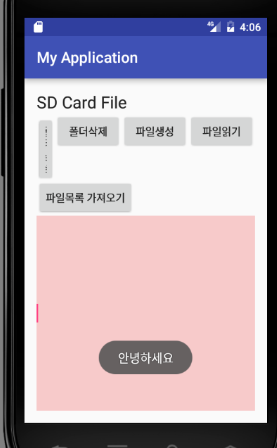 4G 4:06
My Application
SD Card File
폴더삭제 파일생성 파일읽기
파일목록 가져오기
안녕하세요